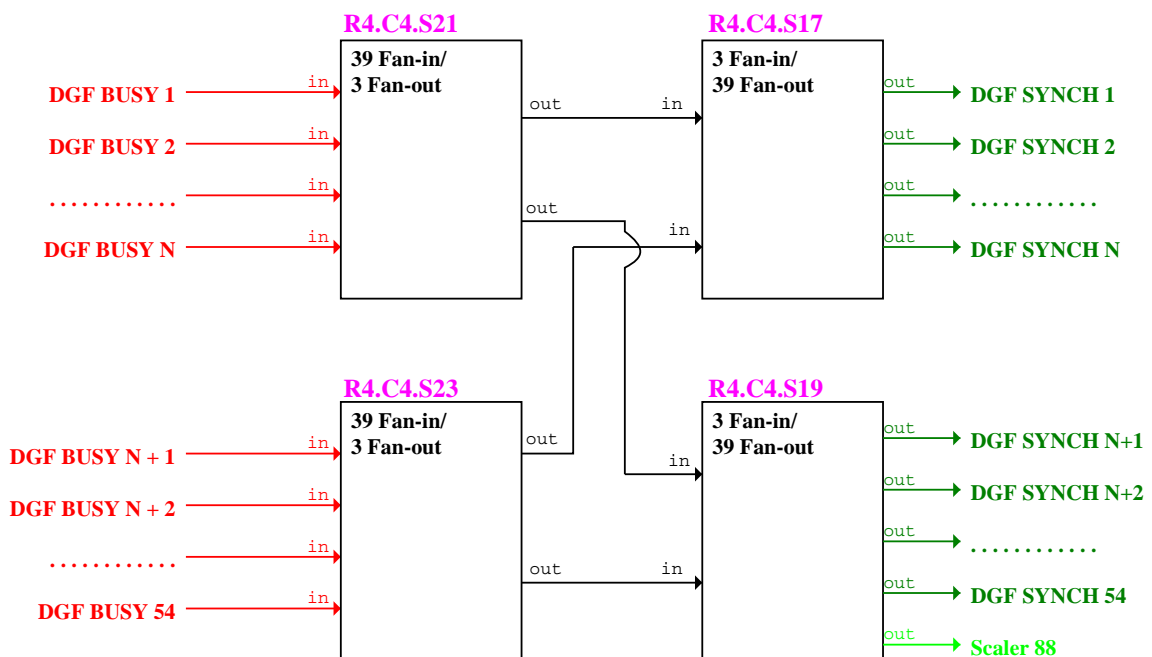 R4.C4.S21
39 Fan-in/
3 Fan-out
DGF BUSY 1
in
DGF BUSY 2
in
. . . . . . . . . . . .
in
DGF BUSY N
in
out
out
R4.C4.S17
3 Fan-in/
39 Fan-out
in
in
out
DGF SYNCH 1
out
DGF SYNCH 2
out
. . . . . . . . . . . .
out
DGF SYNCH N
R4.C4.S23
39 Fan-in/
3 Fan-out
DGF BUSY N + 1
in
DGF BUSY N + 2
in
. . . . . . . . . . . .
in
DGF BUSY 54
in
out
out
R4.C4.S19
3 Fan-in/
39 Fan-out
in
in
out
DGF SYNCH N+1
out
DGF SYNCH N+2
out
. . . . . . . . . . . .
out
DGF SYNCH 54
out
Scaler 88